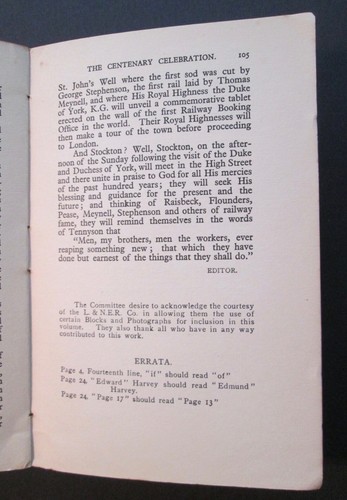 THE CENTENARY CELEBRATION. 105
St. John's Well where the first sod was cut by
George Stephenson, the first rail laid by Thomas
Meynell, and where His Royal Highness the Duke
of York, K.G. will unveil a commemorative tablet
erected on the wall of the first Railway Booking
Office in the world. Their Royal Highnesses will
then make a tour of the town before proceeding
to London.
And Stockton? Well, Stockton, on the after-
noon of the Sunday following the visit of the Duke
and Duchess of York, will meet in the High Street
and there unite in praise to God for all His mercies
of the past hundred years; they will seek His
blessing and guidance for the present and the
future; and thinking of Raisbeck, Flounders,
Pease, Meynell, Stephenson and others of railway
fame, they will remind themselves in the words
of Tennyson that
"Men, my brothers, men the workers, ever
reaping something new; that which they have
done but earnest of the things that they shall do."
EDITOR.
The Committee desire to acknowledge the courtesy
of the L. & N.E.R. Co. in allowing them the use of
certain Blocks and Photographs for inclusion in this
volume. They also thank all who have in any way
contributed to this work.
ERRATA.
Page 4, Fourteenth line, "if" should read "of"
Page 24, "Edward" Harvey should read "Edmund"
Harvey.
Page 24, "Page 17" should read "Page 13"